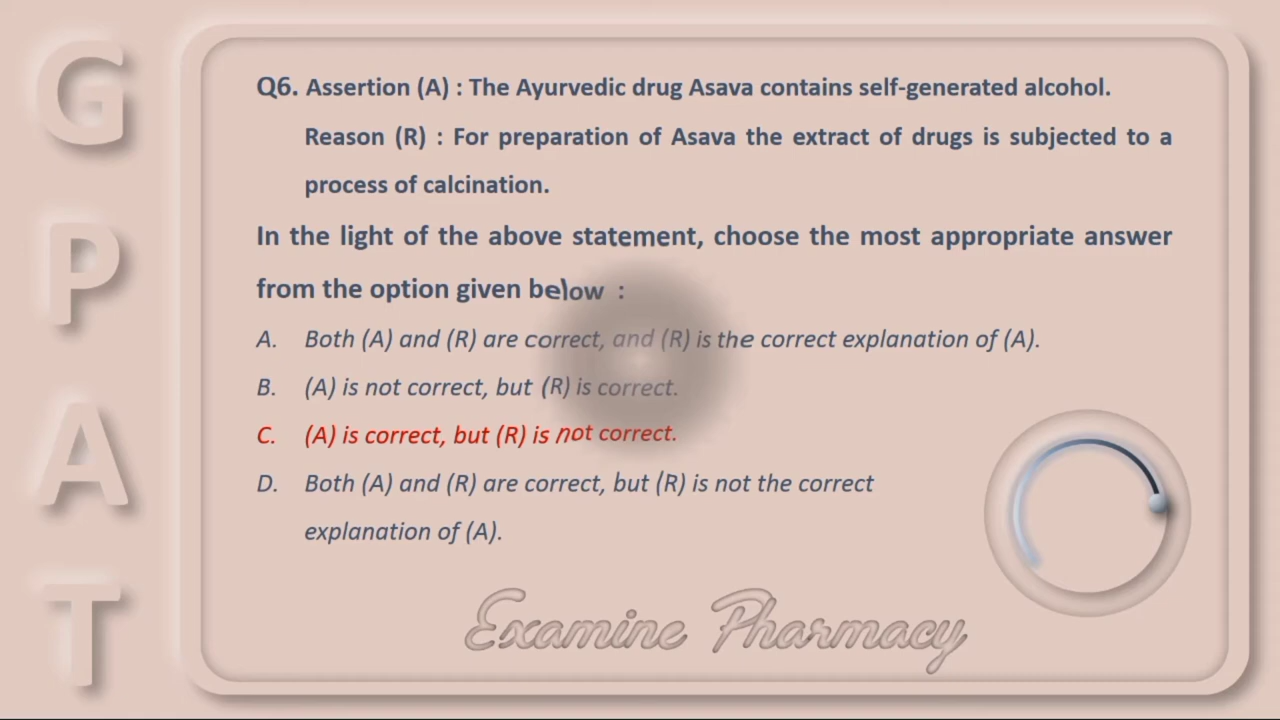 G
P
A
T
Q6. Assertion (A) : The Ayurvedic drug Asava contains self-generated alcohol.
Reason (R) : For preparation of Asava the extract of drugs is subjected to a
process of calcination.
In the light of the above statement, choose the most appropriate answer
from the option given below :
A. Both (A) and (R) are correct, and (R) is the correct explanation of (A).
B. (A) is not correct, but (R) is correct.
C. (A) is correct, but (R) is not correct.
D. Both (A) and (R) are correct, but (R) is not the correct
explanation of (A).
Examine Pharmacy